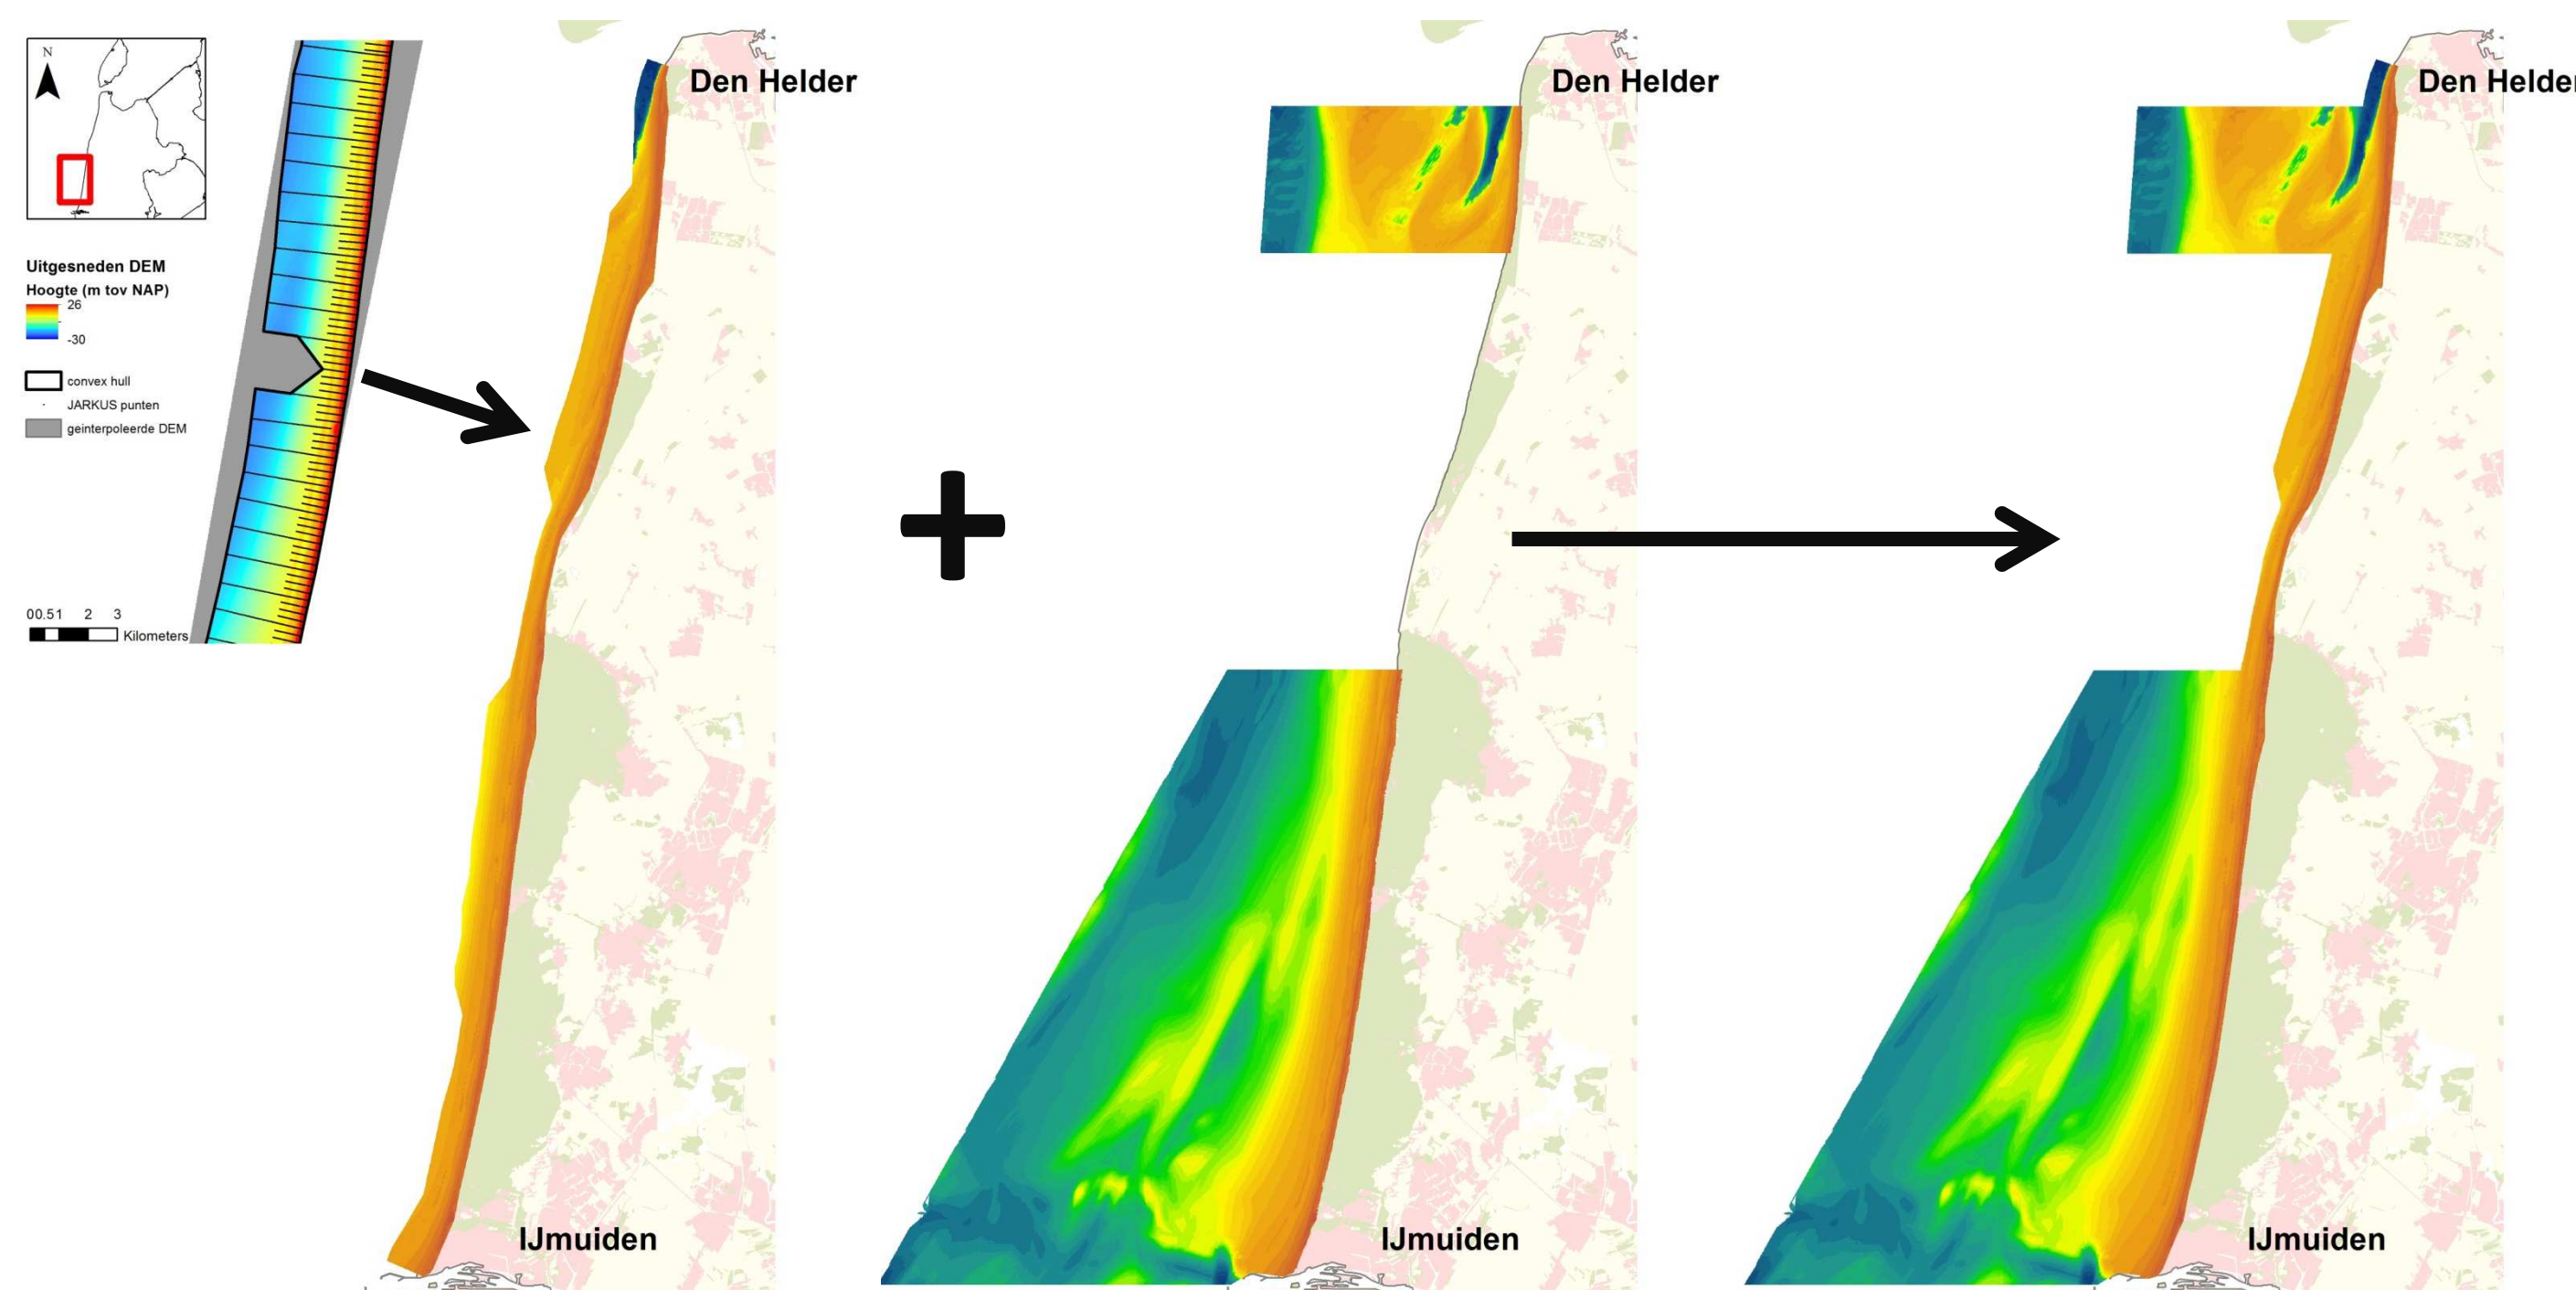 N
Uitgesneden DEM
Hoogte (m tov NAP)
26
-30
convex hull
JARKUS punten
geinterpoleerde DEM
00.51 2 3
Kilometers
Den Helder
IJmuiden
Den Helder
IJmuiden
Den Helde
IJmuiden